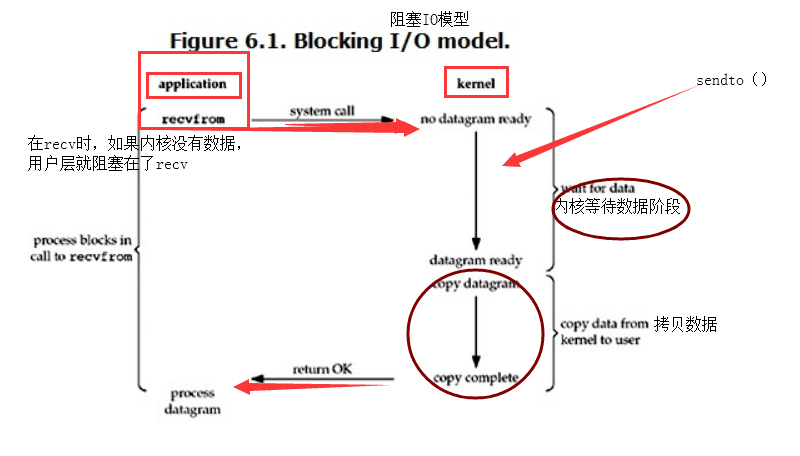 阻塞IO模型
Figure 6.1. Blocking I/O model.
application
kernel
sendto（）
recvfrom
system call
no datagram ready
在recv时，如果内核没有数据，
用户层就阻塞在了recv
wait for data
内核等待数据阶段
process blocks in
call to recvfrom
datagram ready
copy datagram
copy data from 拷贝数据
kernel to user
return OK
copy complete
process
datagram